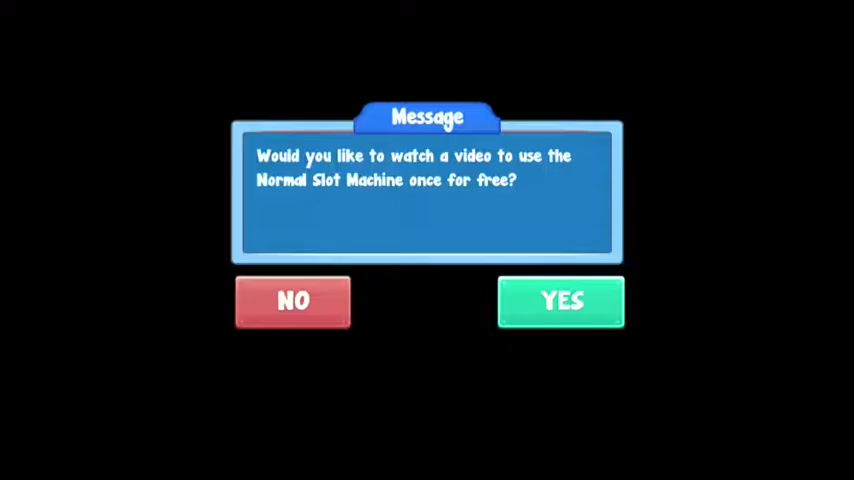 Message
Would you like to watch a video to use the
Normal Slot Machine once for free?
NO
YES